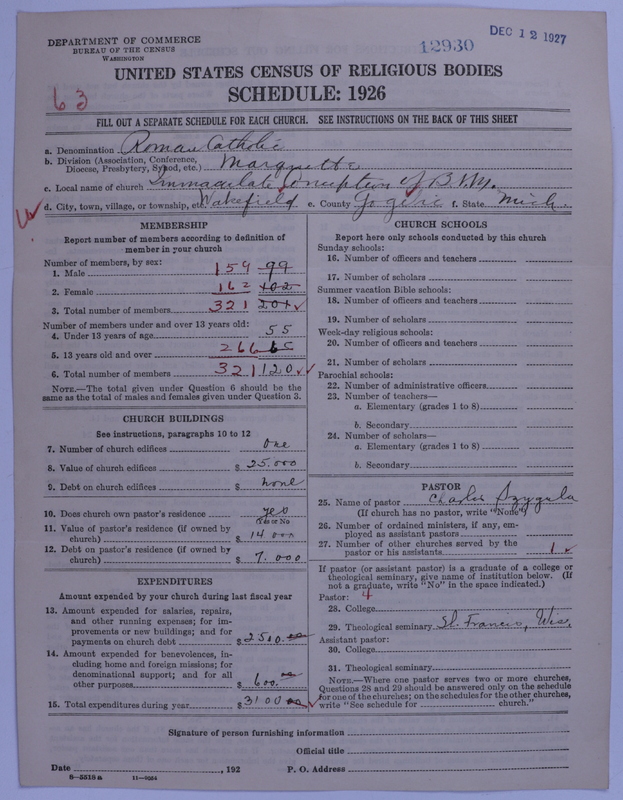 DEPARTMENT OF COMMERCE
BUREAU OF THE CENSUS
WASHINGTON
12930
DEC 12 1927
UNITED STATES CENSUS OF RELIGIOUS BODIES
SCHEDULE: 1926
63
FILL OUT A SEPARATE SCHEDULE FOR EACH CHURCH. SEE INSTRUCTIONS ON THE BACK OF THIS SHEET
a. Denomination Roman Catholic
b. Division (Association, Conference, Diocese, Presbytery, Synod, etc.) Marquette
c. Local name of church Immaculate Conception of B.V.M.
d. City, town, village, or township, etc. Wakefield e. County Gogebic f. State Mich.
MEMBERSHIP
Report number of members according to definition of
member in your church
Number of members, by sex:
1. Male 159 99
2. Female 162 102
3. Total number of members 321 201
Number of members under and over 13 years old:
4. Under 13 years of age 55
5. 13 years old and over 266 65
6. Total number of members 321 120
NOTE.—The total given under Question 6 should be the
same as the total of males and females given under Question 3.
CHURCH BUILDINGS
See instructions, paragraphs 10 to 12
7. Number of church edifices One
8. Value of church edifices $ 25.000
9. Debt on church edifices $ none
10. Does church own pastor's residence yes
Yes or No
11. Value of pastor's residence (if owned by
church) $ 14 000
12. Debt on pastor's residence (if owned by
church) $ 7.000
EXPENDITURES
Amount expended by your church during last fiscal year
13. Amount expended for salaries, repairs,
and other running expenses; for im-
provements or new buildings; and for
payments on church debt $ 2500.00
14. Amount expended for benevolences, in-
cluding home and foreign missions; for
denominational support; and for all
other purposes $ 600.00
15. Total expenditures during year $ 3100 00
CHURCH SCHOOLS
Report here only schools conducted by this church
Sunday schools:
16. Number of officers and teachers
17. Number of scholars
Summer vacation Bible schools:
18. Number of officers and teachers
19. Number of scholars
Week-day religious schools:
20. Number of officers and teachers
21. Number of scholars
Parochial schools:
22. Number of administrative officers
23. Number of teachers—
a. Elementary (grades 1 to 8)
b. Secondary
24. Number of scholars—
a. Elementary (grades 1 to 8)
b. Secondary
PASTOR
25. Name of pastor Charles Szygula
(If church has no pastor, write "None")
26. Number of ordained ministers, if any, em-
ployed as assistant pastors
27. Number of other churches served by the
pastor or his assistants 1
If pastor (or assistant pastor) is a graduate of a college or
theological seminary, give name of institution below. (If
not a graduate, write "No" in the space indicated.)
Pastor: 4
28. College
29. Theological seminary St. Francis, Wis.
Assistant pastor:
30. College
31. Theological seminary
NOTE.—Where one pastor serves two or more churches,
Questions 28 and 29 should be answered only on the schedule
for one of the churches; on the schedules for the other churches,
write "See schedule for church."
Signature of person furnishing information
Official title
Date , 192 P. O. Address
8—5518 a 11—9084